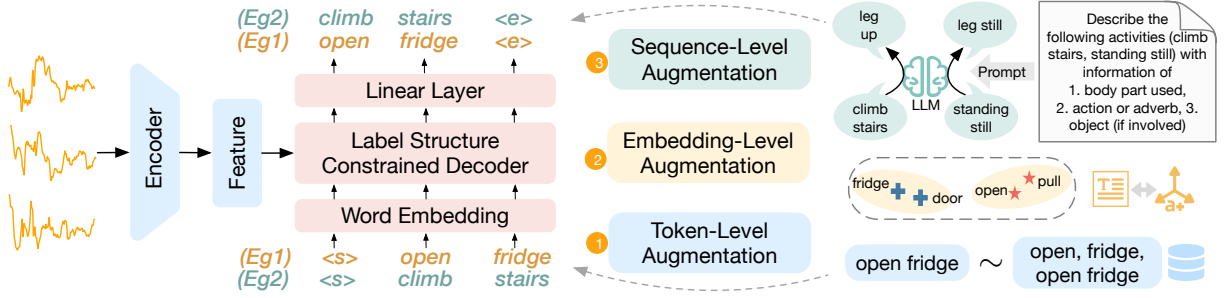 (Eg2) climb stairs <e>
(Eg1) open fridge <e>
Linear Layer
Label Structure
Constrained Decoder
Word Embedding
(Eg1) <s> open fridge
(Eg2) <s> climb stairs
Encoder
Feature
3
Sequence-Level
Augmentation
2
Embedding-Level
Augmentation
1
Token-Level
Augmentation
leg
up
leg still
LLM
climb
stairs
standing
still
Prompt
Describe the
following activities (climb
stairs, standing still) with
information of
1. body part used,
2. action or adverb, 3.
object (if involved)
fridge
door
open
pull
T
a+
open fridge
~
open, fridge,
open fridge